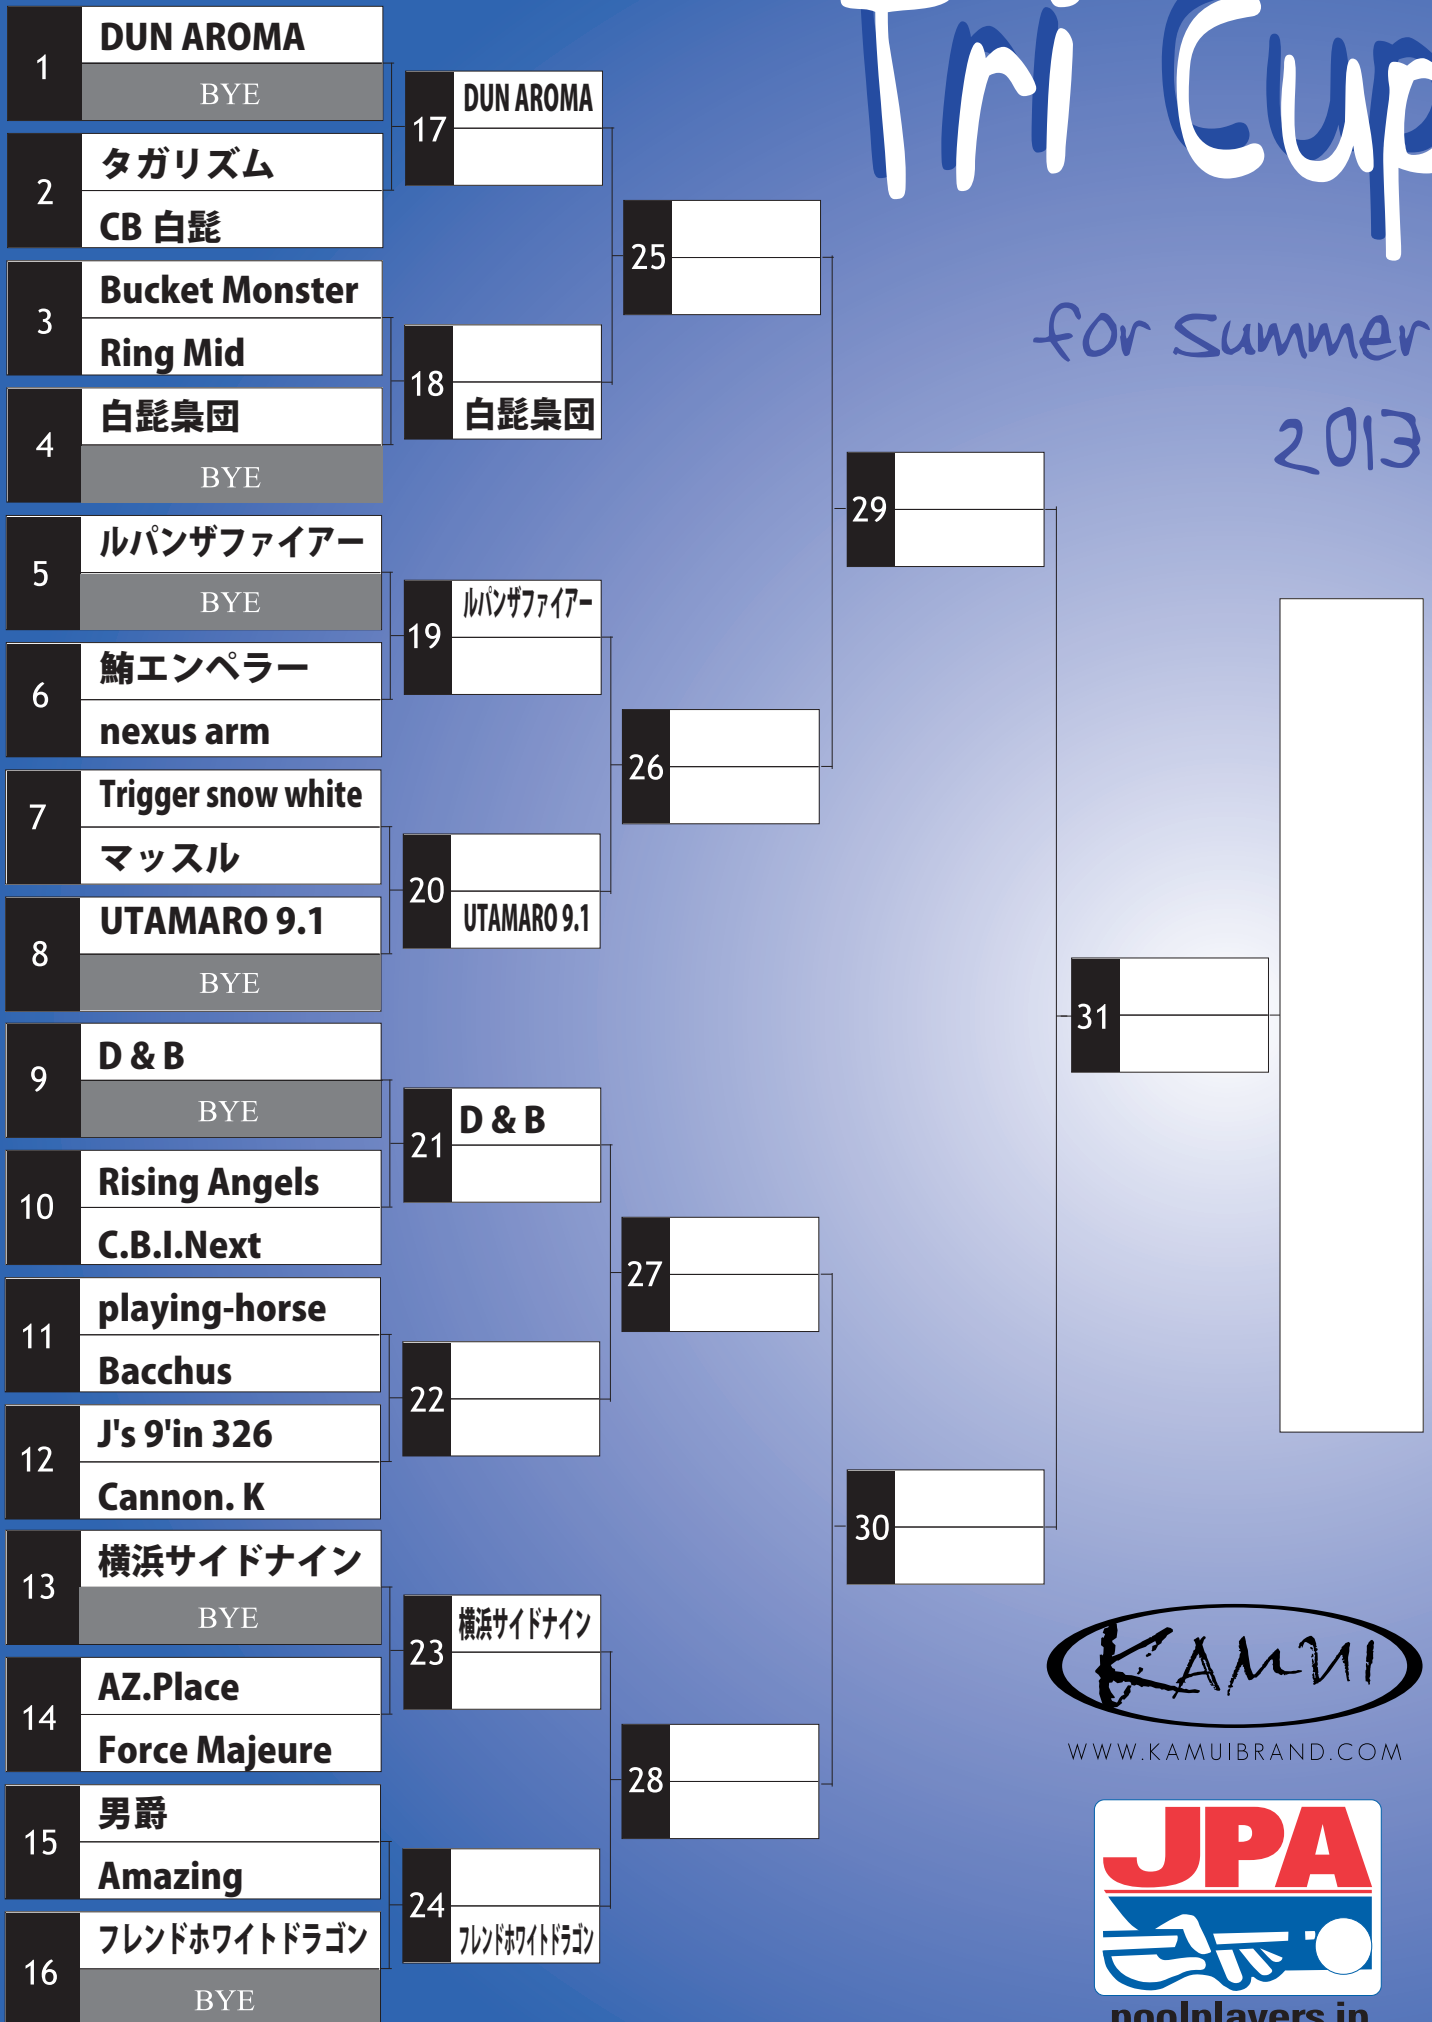 Tri Cup
for summer
2013
1
DUN AROMA
BYE
2
タガリズム
CB 白髭
3
Bucket Monster
Ring Mid
4
白髭梟団
BYE
5
ルパンザファイアー
BYE
6
鮪エンペラー
nexus arm
7
Trigger snow white
マッスル
8
UTAMARO 9.1
BYE
9
D & B
BYE
10
Rising Angels
C.B.I.Next
11
playing-horse
Bacchus
12
J's 9'in 326
Cannon. K
13
横浜サイドナイン
BYE
14
AZ.Place
Force Majeure
15
男爵
Amazing
16
フレンドホワイトドラゴン
BYE
17
DUN AROMA
18
白髭梟団
19
ルパンザファイアー
20
UTAMARO 9.1
21
D & B
22
23
横浜サイドナイン
24
フレンドホワイトドラゴン
25
26
27
28
29
30
31
KAMUI
WWW.KAMUIBRAND.COM
JPA
poolplayers.jp